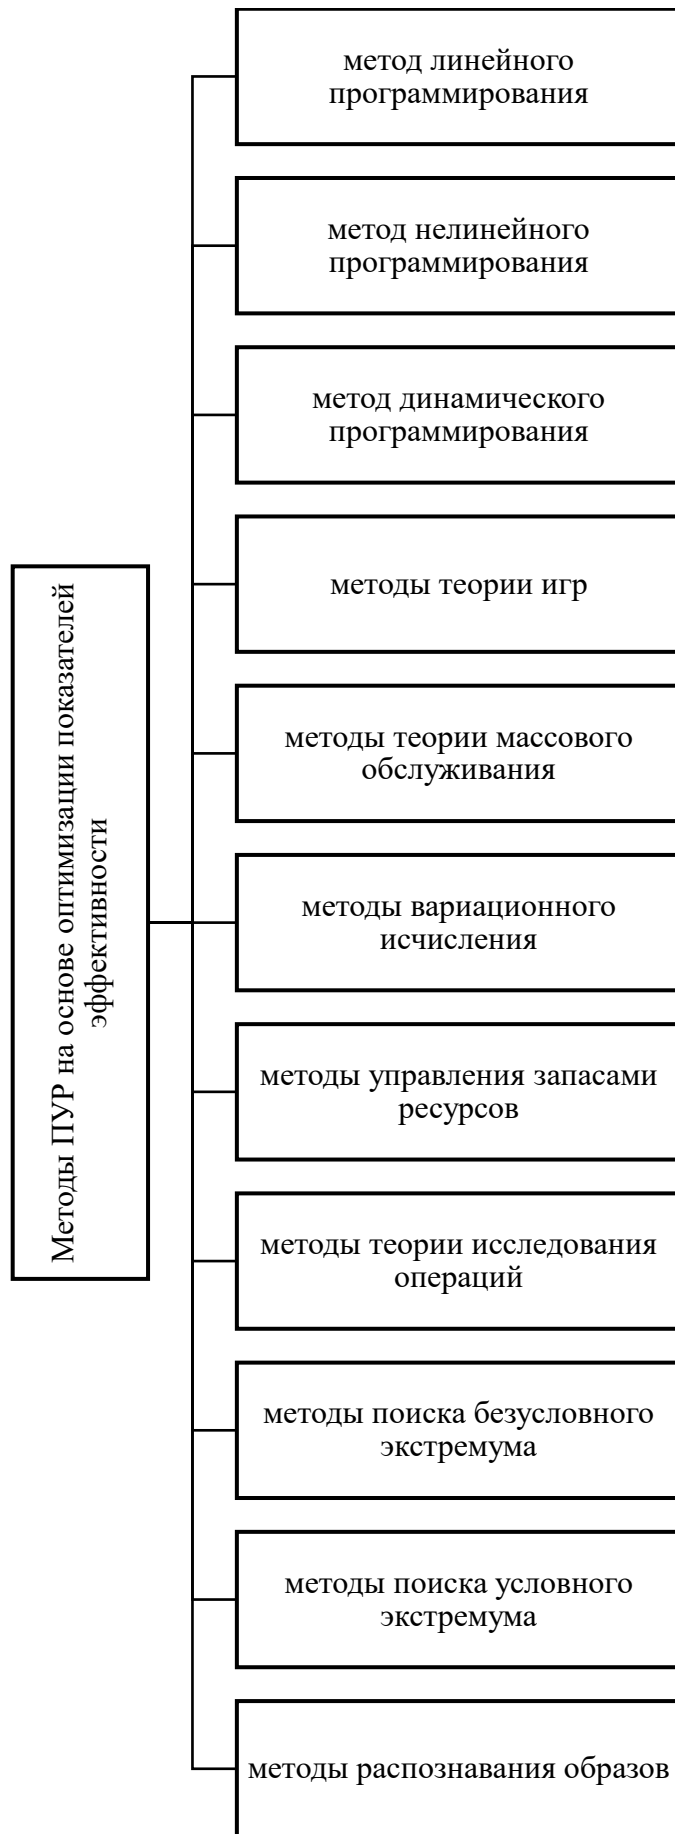 Методы ПУР на основе оптимизации показателей
эффективности
метод линейного
программирования
метод нелинейного
программирования
метод динамического
программирования
методы теории игр
методы теории массового
обслуживания
методы вариационного
исчисления
методы управления запасами
ресурсов
методы теории исследования
операций
методы поиска безусловного
экстремума
методы поиска условного
экстремума
методы распознавания образов